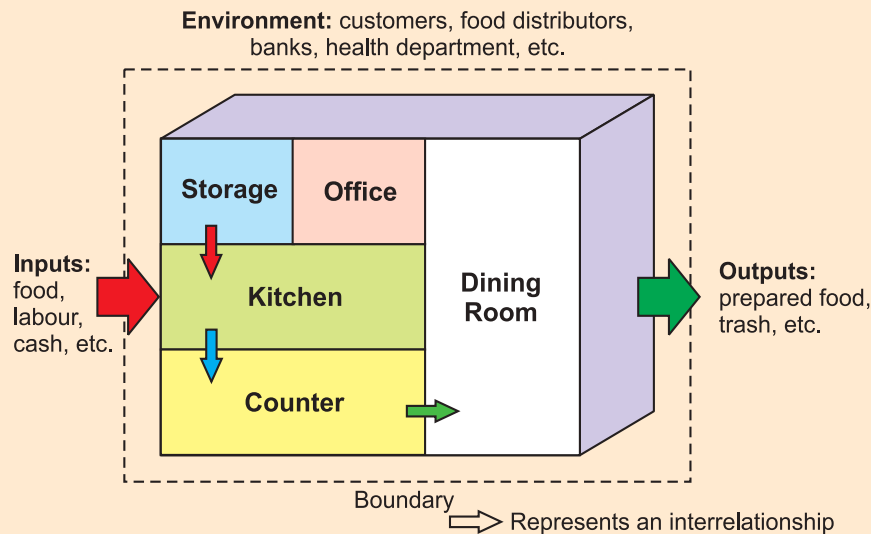 Environment: customers, food distributors,
banks, health department, etc.
Storage
Office
Inputs:
food,
labour,
cash, etc.
Kitchen
Dining
Room
Outputs:
prepared food,
trash, etc.
Counter
Boundary
Represents an interrelationship